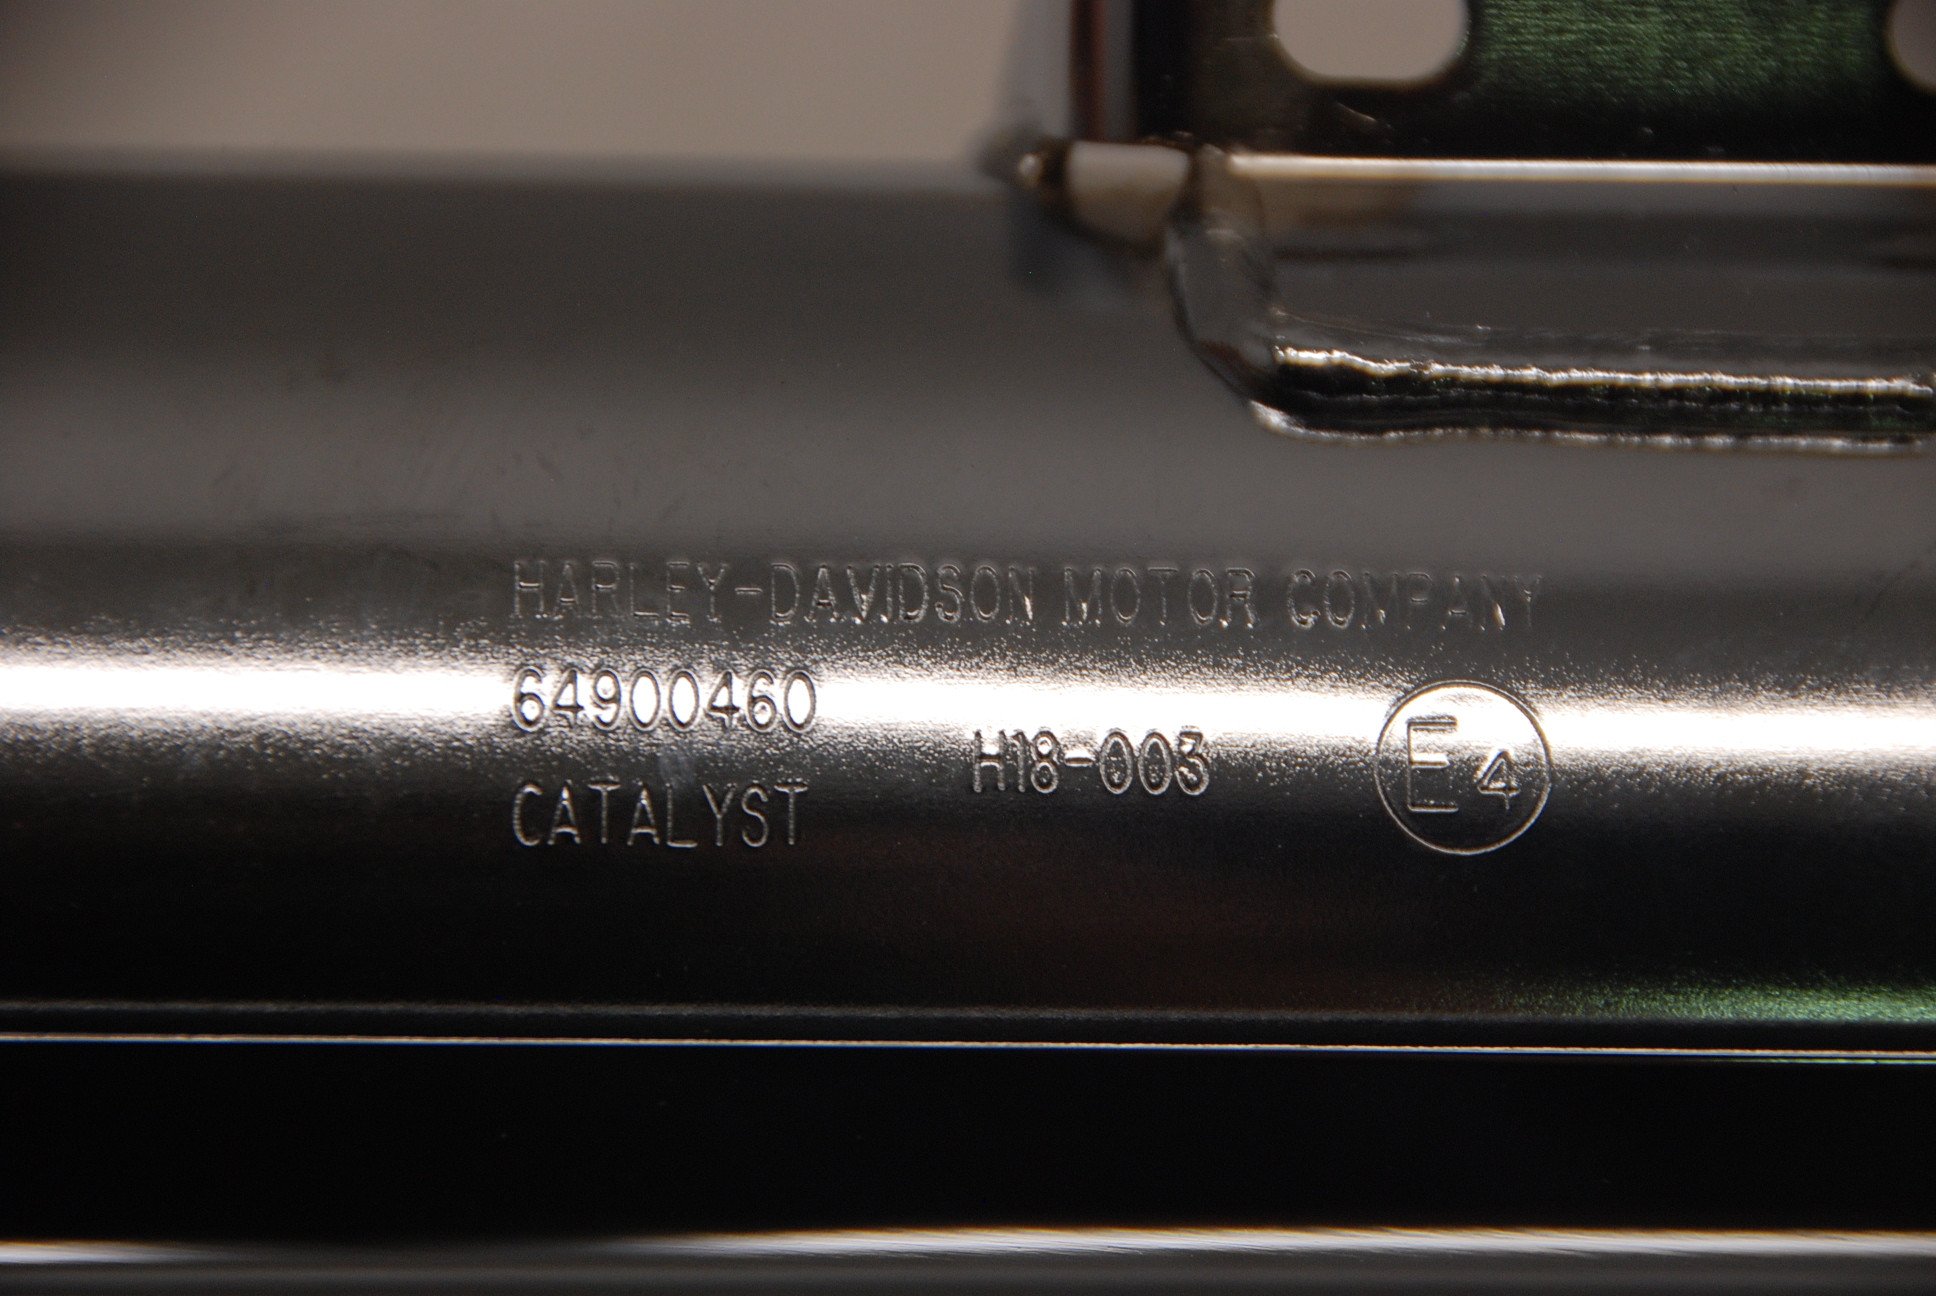 HARLEY-DAVIDSON MOTOR COMPANY
64900460
H18-003
E4
CATALYST